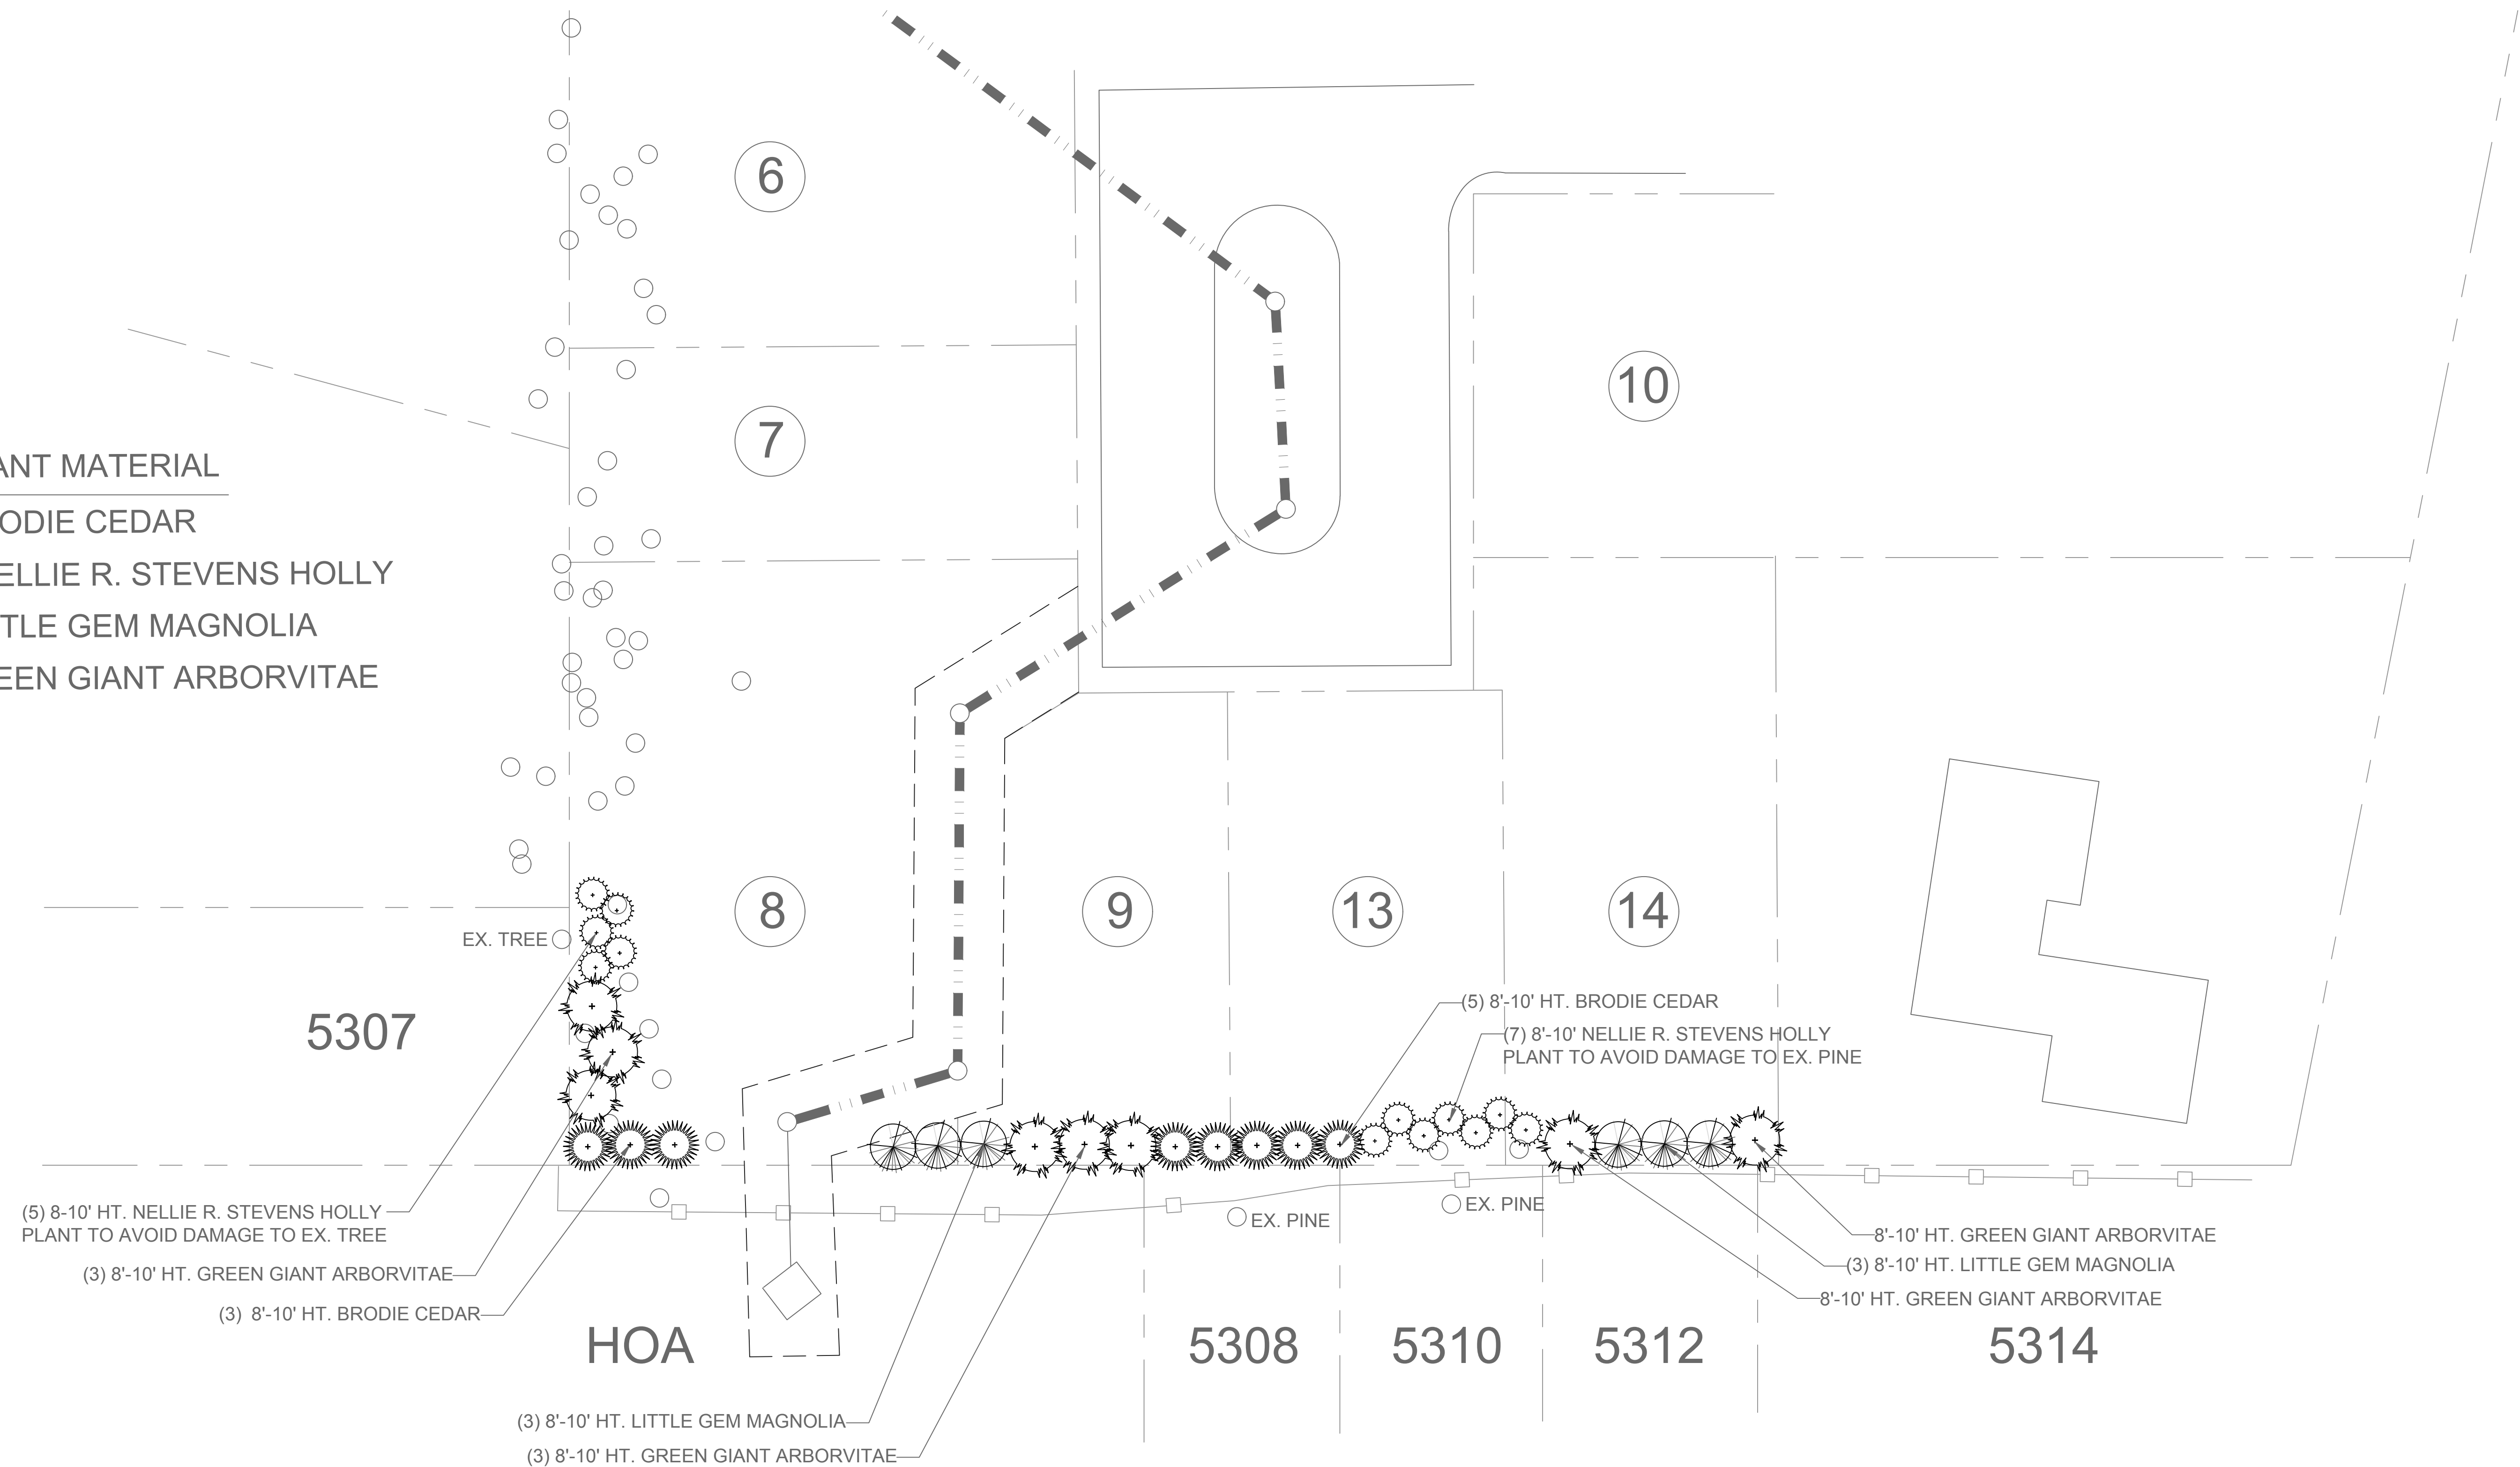 6
10
7
ANT MATERIAL
ODIE CEDAR
ELLIE R. STEVENS HOLLY
TLE GEM MAGNOLIA
EEN GIANT ARBORVITAE
8
9
13
14
EX. TREE
5307
(5) 8'-10' HT. BRODIE CEDAR
(7) 8'-10' NELLIE R. STEVENS HOLLY
PLANT TO AVOID DAMAGE TO EX. PINE
(5) 8-10' HT. NELLIE R. STEVENS HOLLY
PLANT TO AVOID DAMAGE TO EX. TREE
(3) 8'-10' HT. GREEN GIANT ARBORVITAE
(3) 8'-10' HT. BRODIE CEDAR
EX. PINE
EX. PINE
8'-10' HT. GREEN GIANT ARBORVITAE
(3) 8'-10' HT. LITTLE GEM MAGNOLIA
8'-10' HT. GREEN GIANT ARBORVITAE
HOA
5308
5310
5312
5314
(3) 8'-10' HT. LITTLE GEM MAGNOLIA
(3) 8'-10' HT. GREEN GIANT ARBORVITAE